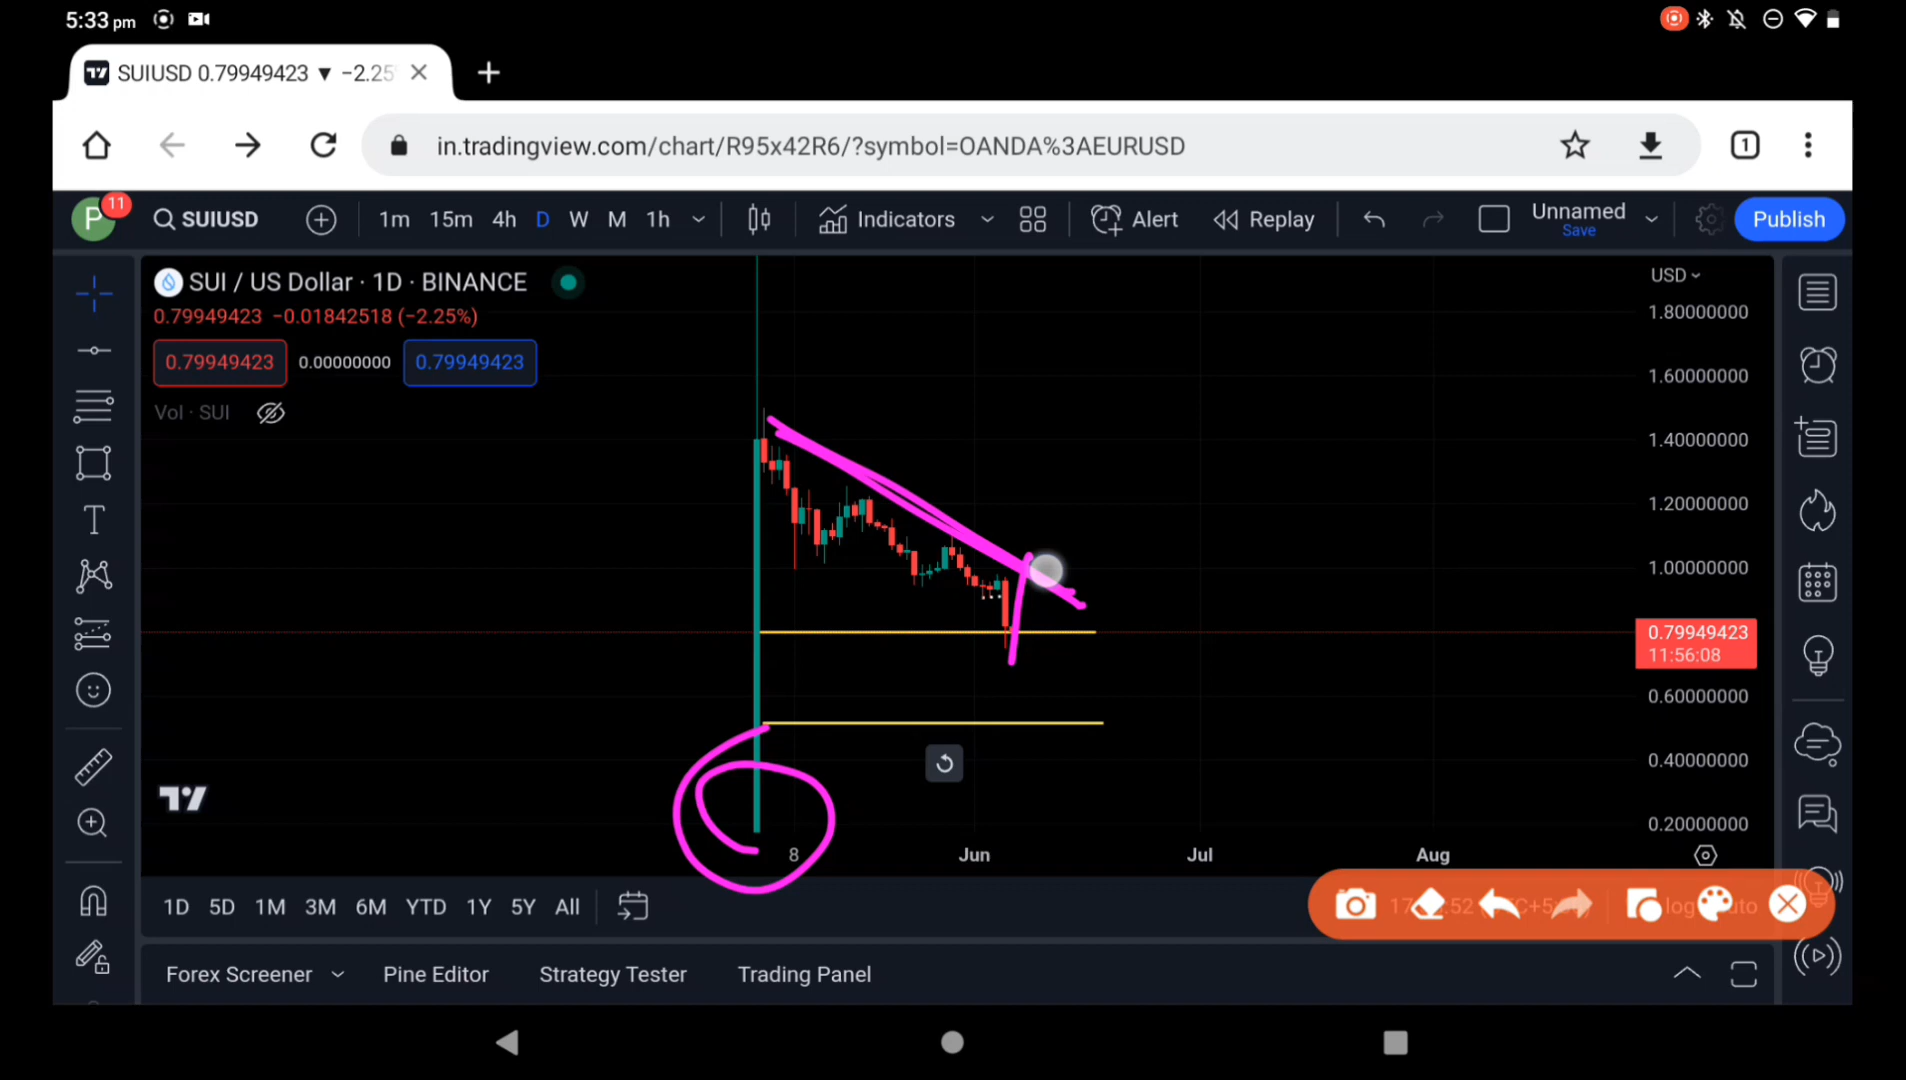 5:33 pm
SUIUSD 0.79949423 ▼ −2.25
in.tradingview.com/chart/R95x42R6/?symbol=OANDA%3AEURUSD
1
P
11
SUIUSD
1m 15m 4h D W M 1h
Indicators
Alert
Replay
Unnamed
Save
Publish
SUI / US Dollar · 1D · BINANCE
0.79949423 −0.01842518 (−2.25%)
0.79949423 0.00000000 0.79949423
Vol · SUI
USD
1.80000000
1.60000000
1.40000000
1.20000000
1.00000000
0.79949423
11:56:08
0.60000000
0.40000000
0.20000000
8 Jun Jul Aug
1D 5D 1M 3M 6M YTD 1Y 5Y All
log
Forex Screener Pine Editor Strategy Tester Trading Panel